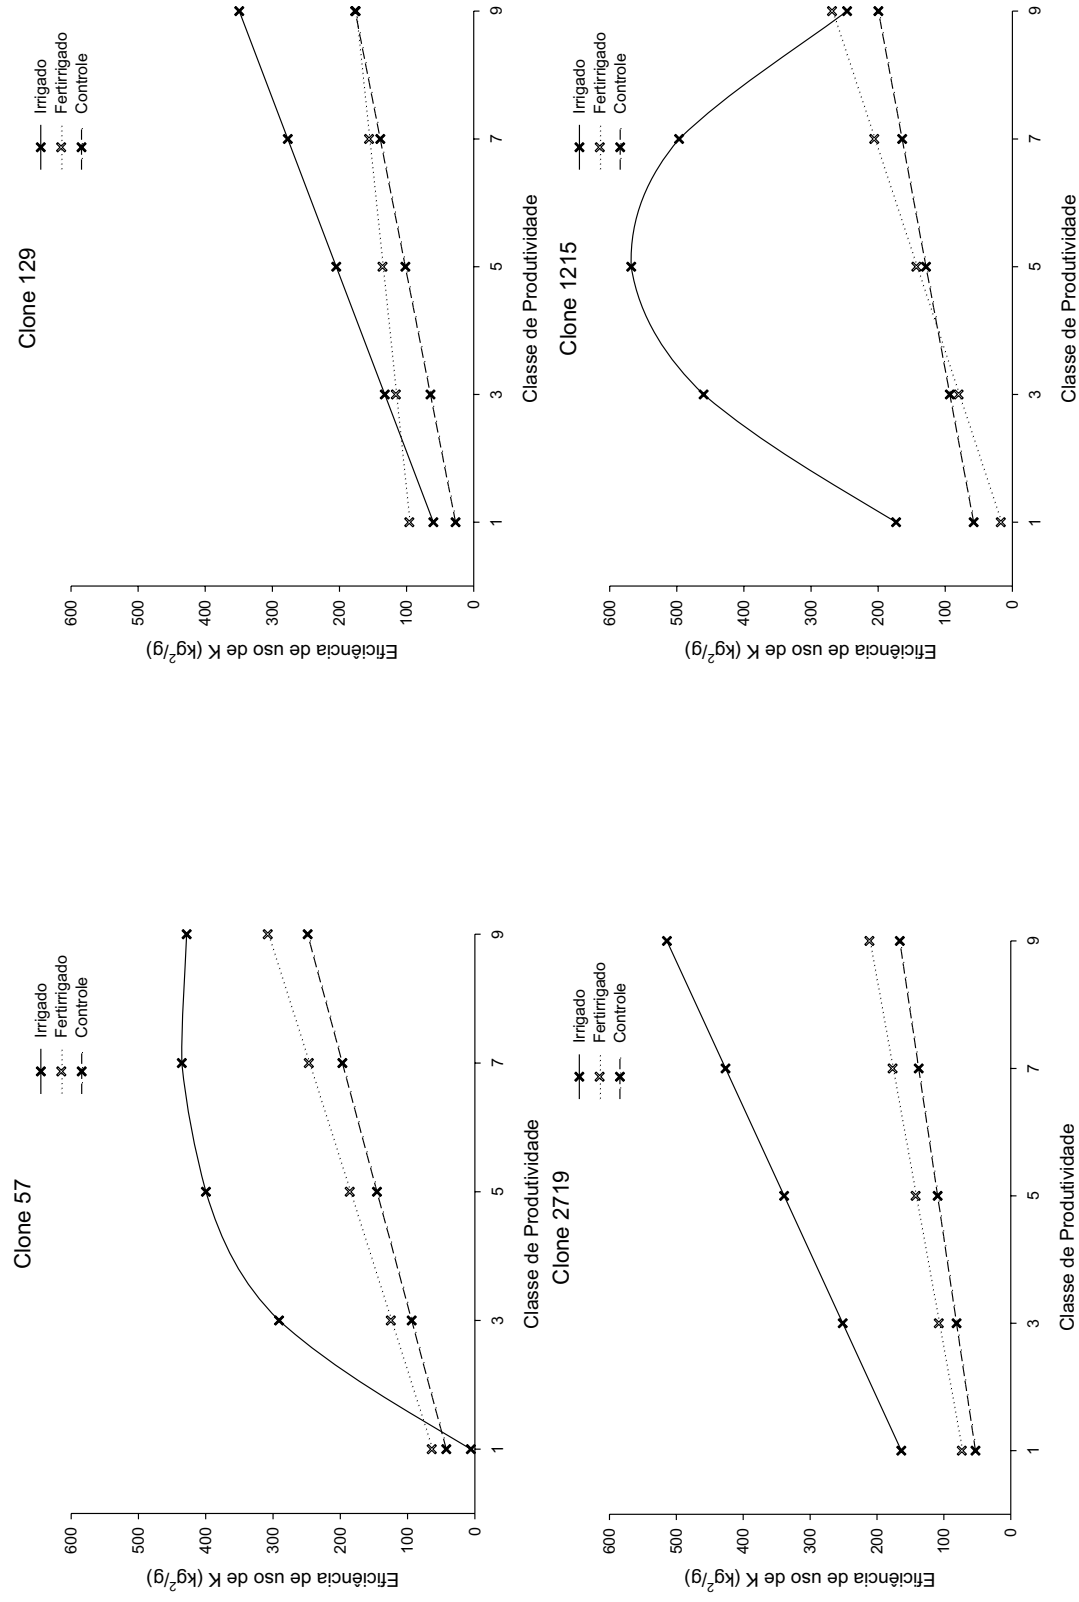 Clone 57
Irrigado
Fertirrigado
Controle
Eficiência de uso de K (kg²/g)
600
500
400
300
200
100
0
1
3
5
7
9
Classe de Produtividade
Clone 129
Irrigado
Fertirrigado
Controle
Eficiência de uso de K (kg²/g)
600
500
400
300
200
100
0
1
3
5
7
9
Classe de Produtividade
Clone 2719
Irrigado
Fertirrigado
Controle
Eficiência de uso de K (kg²/g)
600
500
400
300
200
100
0
1
3
5
7
9
Classe de Produtividade
Clone 1215
Irrigado
Fertirrigado
Controle
Eficiência de uso de K (kg²/g)
600
500
400
300
200
100
0
1
3
5
7
9
Classe de Produtividade